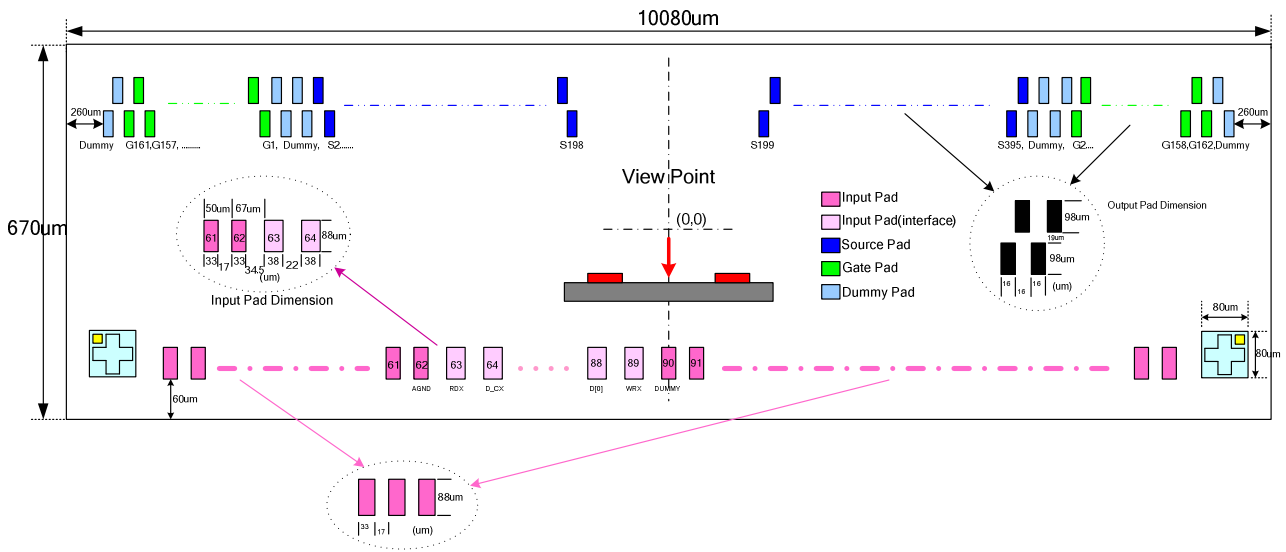 10080um
670um
260um
260um
Dummy
G161,G157, .........
G1, Dummy, S2......
S198
S199
S395, Dummy, G2....
G158,G162,Dummy
View Point
(0,0)
50um
67um
61
62
63
64
88um
33
17
33
34.5
38
22
38
(um)
Input Pad Dimension
Input Pad
Input Pad(interface)
Source Pad
Gate Pad
Dummy Pad
Output Pad Dimension
98um
19um
98um
16
16
16
(um)
80um
80um
60um
61
62
63
64
88
89
90
91
AGND
RDX
D_CX
D[0]
WRX
DUMMY
88um
33
17
(um)